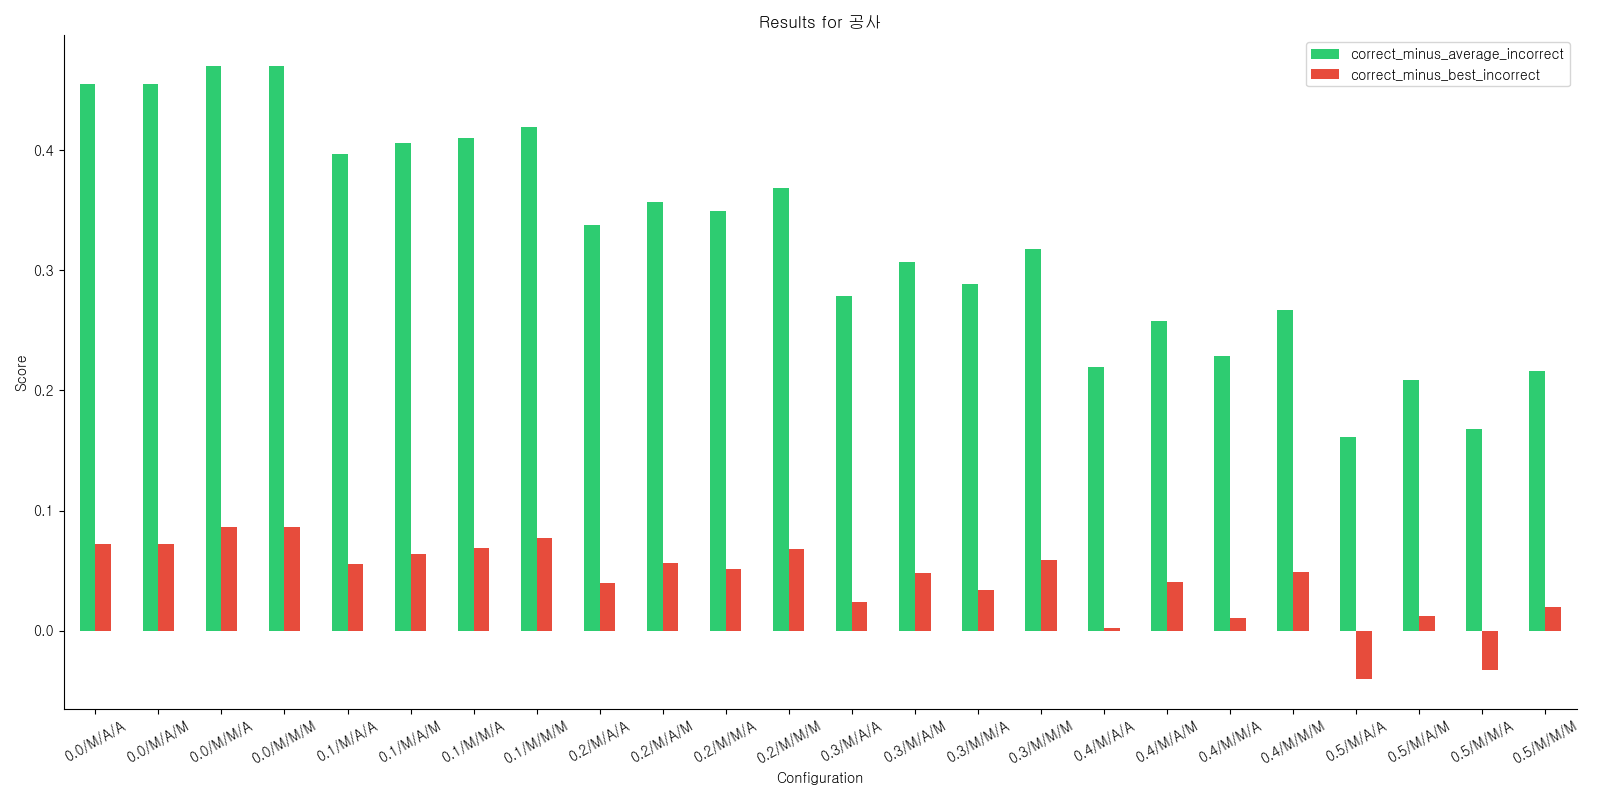 Results for 공사
correct_minus_average_incorrect
correct_minus_best_incorrect
Score
0.4
0.3
0.2
0.1
0.0
0.0/M/A/A
0.0/M/A/M
0.0/M/M/A
0.0/M/M/M
0.1/M/A/A
0.1/M/A/M
0.1/M/M/A
0.1/M/M/M
0.2/M/A/A
0.2/M/A/M
0.2/M/M/A
0.2/M/M/M
0.3/M/A/A
0.3/M/A/M
0.3/M/M/A
0.3/M/M/M
0.4/M/A/A
0.4/M/A/M
0.4/M/M/A
0.4/M/M/M
0.5/M/A/A
0.5/M/A/M
0.5/M/M/A
0.5/M/M/M
Configuration